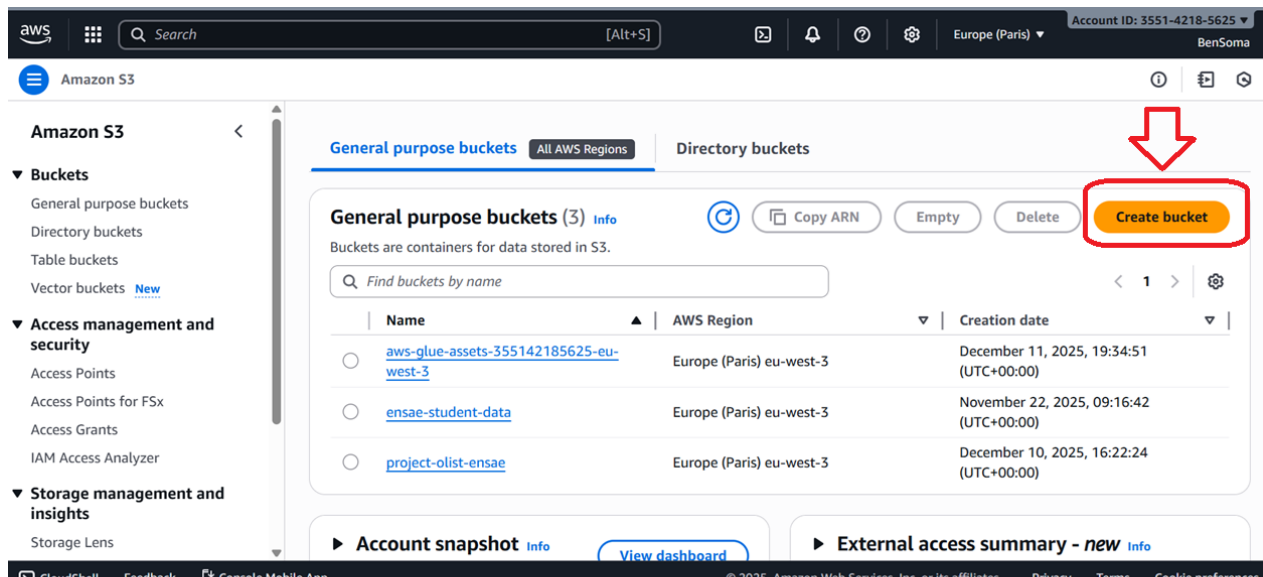 aws
Search
[Alt+S]
Europe (Paris) ▼
Account ID: 3551-4218-5625 ▼
BenSoma
Amazon S3
Amazon S3
▼ Buckets
General purpose buckets
Directory buckets
Table buckets
Vector buckets New
▼ Access management and
security
Access Points
Access Points for FSx
Access Grants
IAM Access Analyzer
▼ Storage management and
insights
Storage Lens
General purpose buckets All AWS Regions
Directory buckets
General purpose buckets (3) Info
Copy ARN
Empty
Delete
Create bucket
Buckets are containers for data stored in S3.
Find buckets by name
1
Name ▲ AWS Region Creation date
aws-glue-assets-355142185625-eu-
west-3
Europe (Paris) eu-west-3
December 11, 2025, 19:34:51
(UTC+00:00)
ensae-student-data
Europe (Paris) eu-west-3
November 22, 2025, 09:16:42
(UTC+00:00)
project-olist-ensae
Europe (Paris) eu-west-3
December 10, 2025, 16:22:24
(UTC+00:00)
▶ Account snapshot Info
View dashboard
▶ External access summary - new Info
CloudShell Feedback Console Mobile App
© 2025, Amazon Web Services, Inc. or its affiliates. Privacy Terms Cookie preferences